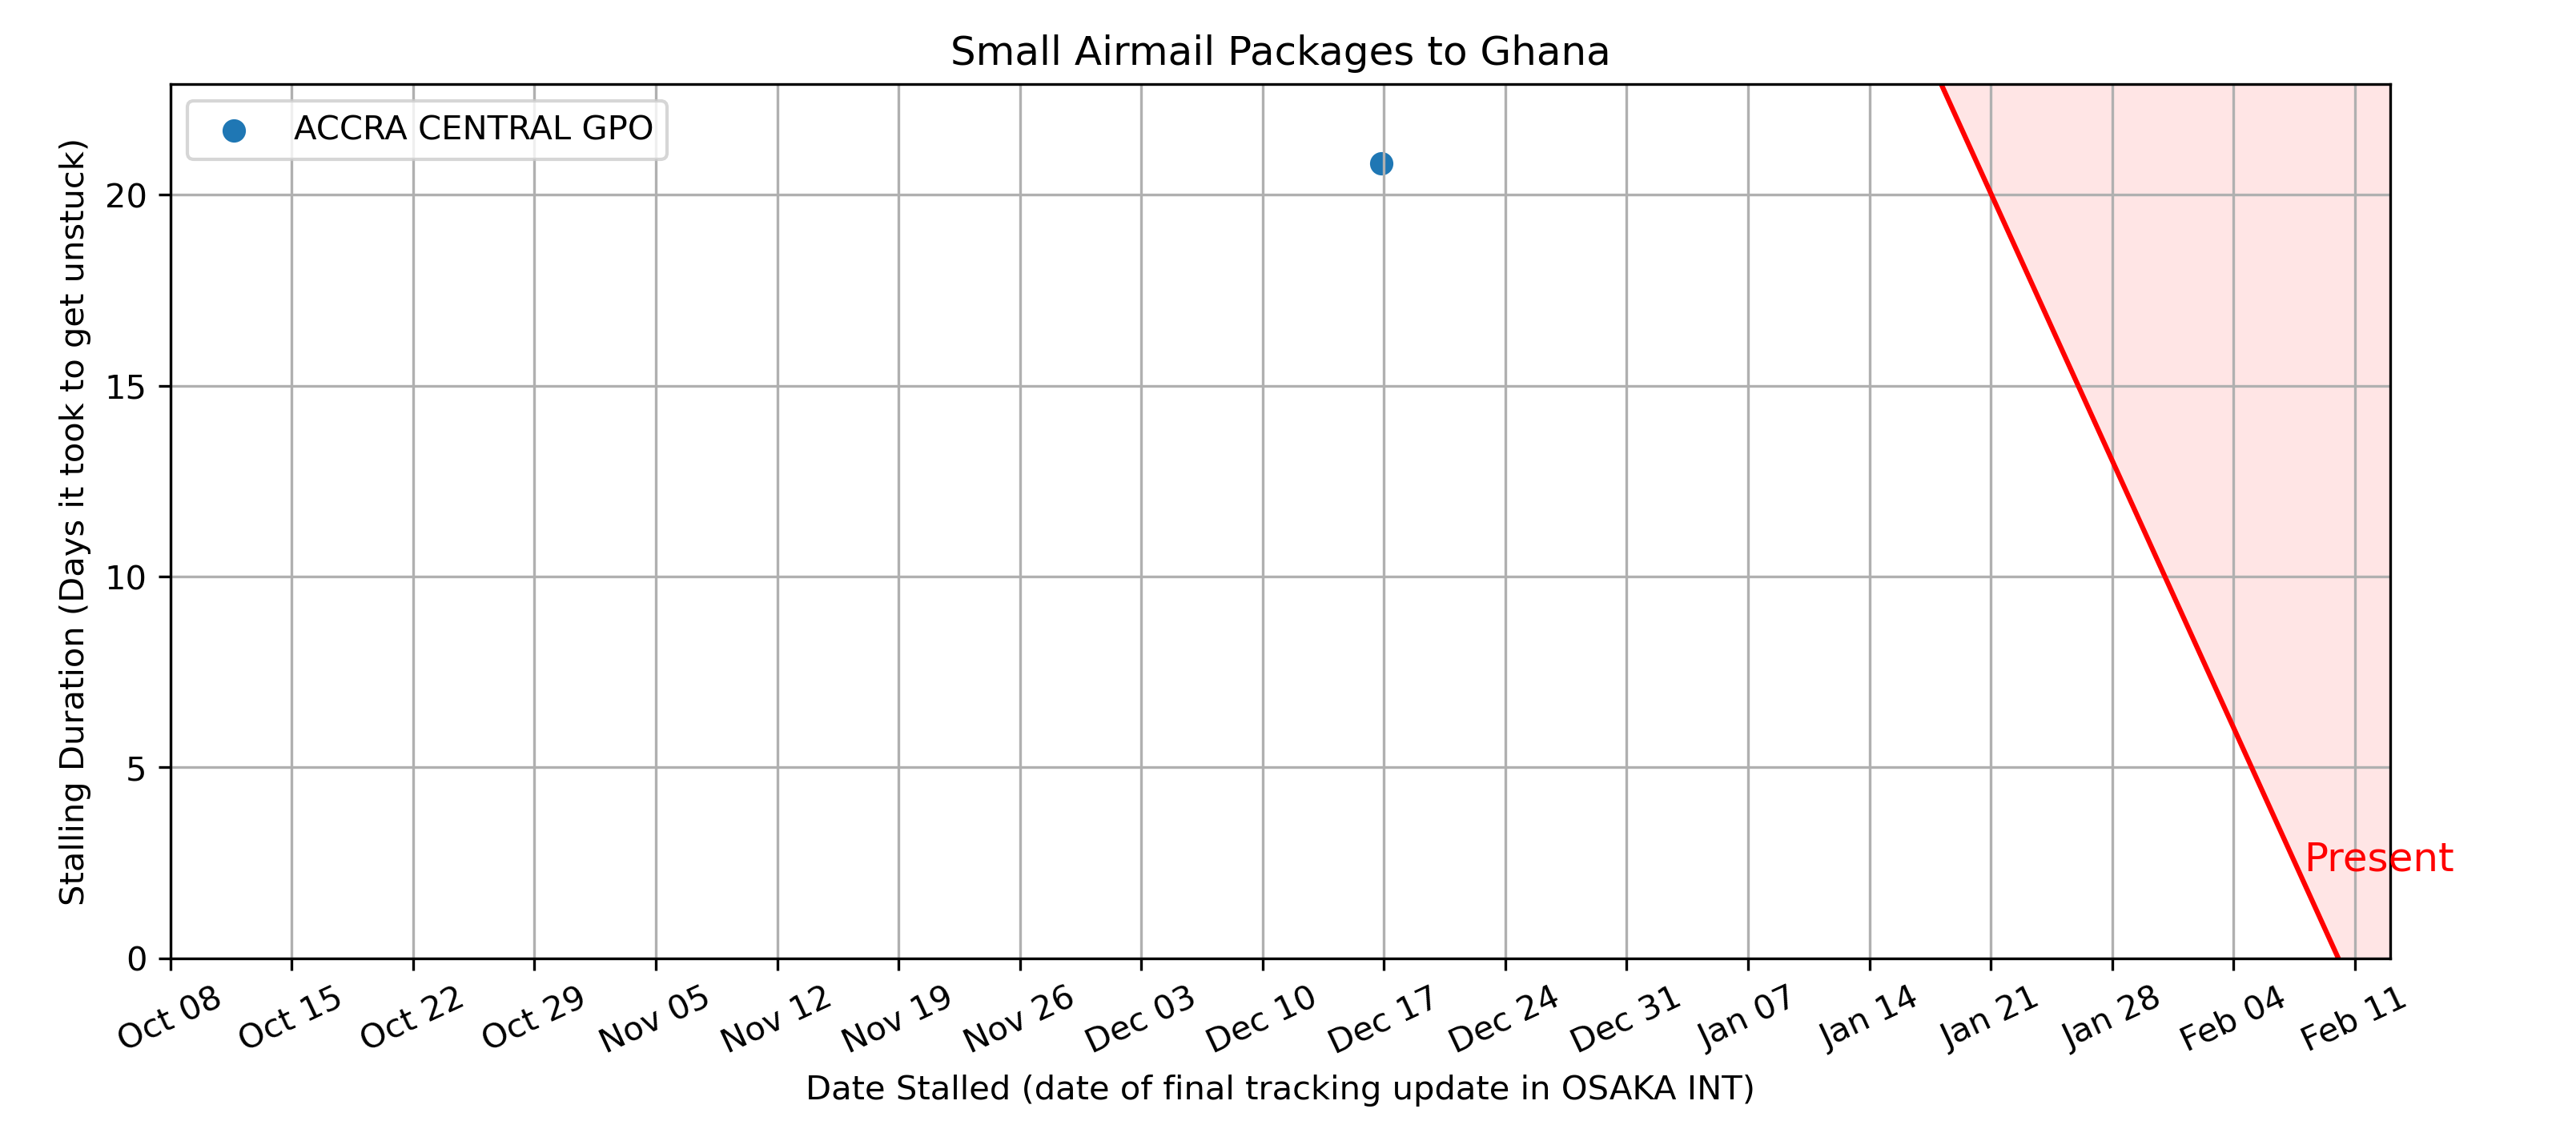 Small Airmail Packages to Ghana
ACCRA CENTRAL GPO
Stalling Duration (Days it took to get unstuck)
20
15
10
5
0
Present
Oct 08
Oct 15
Oct 22
Oct 29
Nov 05
Nov 12
Nov 19
Nov 26
Dec 03
Dec 10
Dec 17
Dec 24
Dec 31
Jan 07
Jan 14
Jan 21
Jan 28
Feb 04
Feb 11
Date Stalled (date of final tracking update in OSAKA INT)